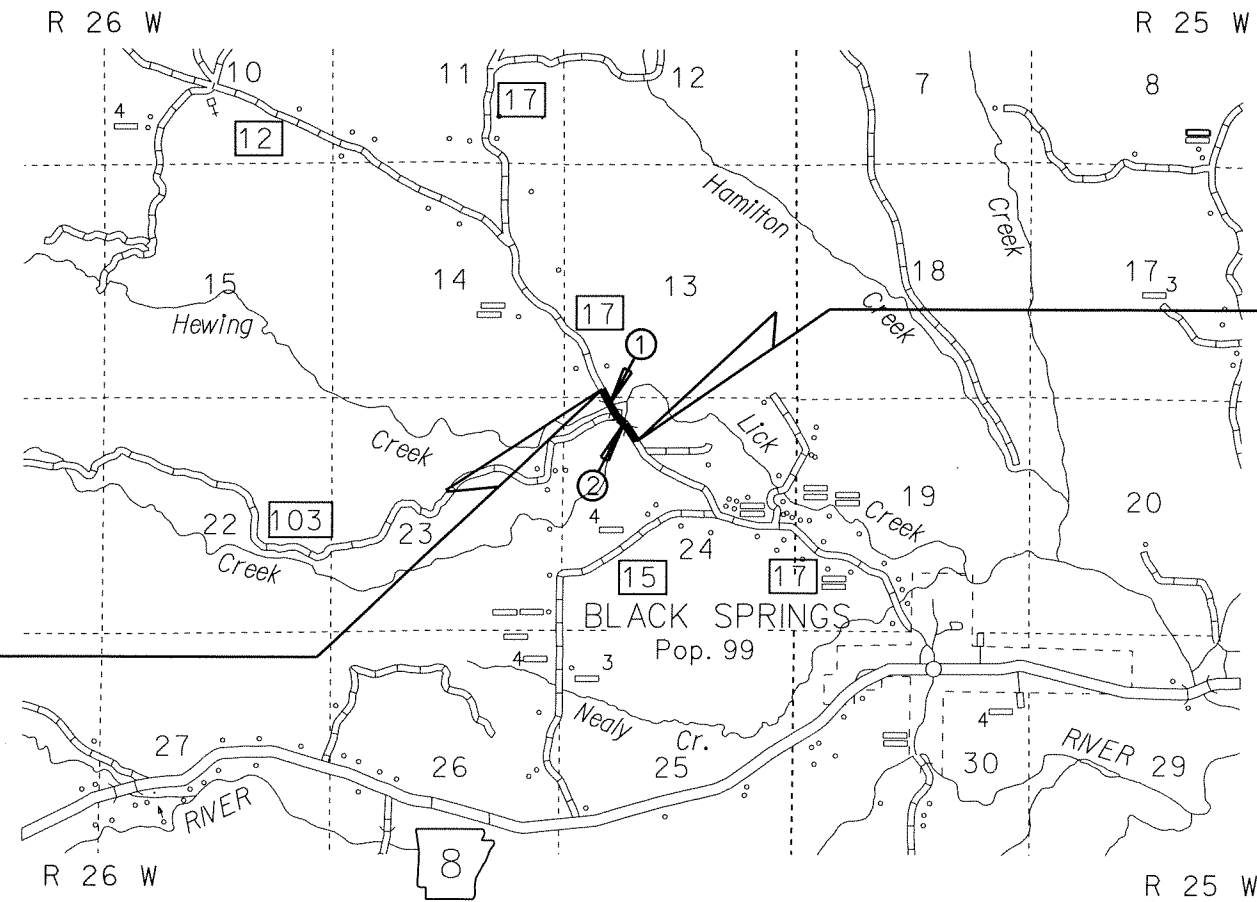 R 26 W
R 25 W
10
11
12
7
8
4
17
12
Hamilton
Creek
15
14
13
18
17
3
Hewing
17
Creek
1
Creek
Lick
2
103
22
23
4
19
20
Creek
Creek
24
15
17
BLACK SPRINGS
Pop. 99
4
3
Nealy
Cr.
27
26
25
4
30
29
RIVER
RIVER
8
R 26 W
R 25 W